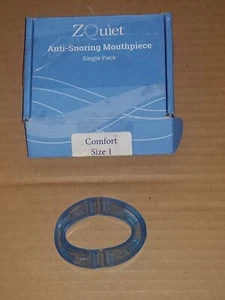 ZQuiet
Anti-Snoring Mouthpiece
Single Pack
Comfort
Size 1